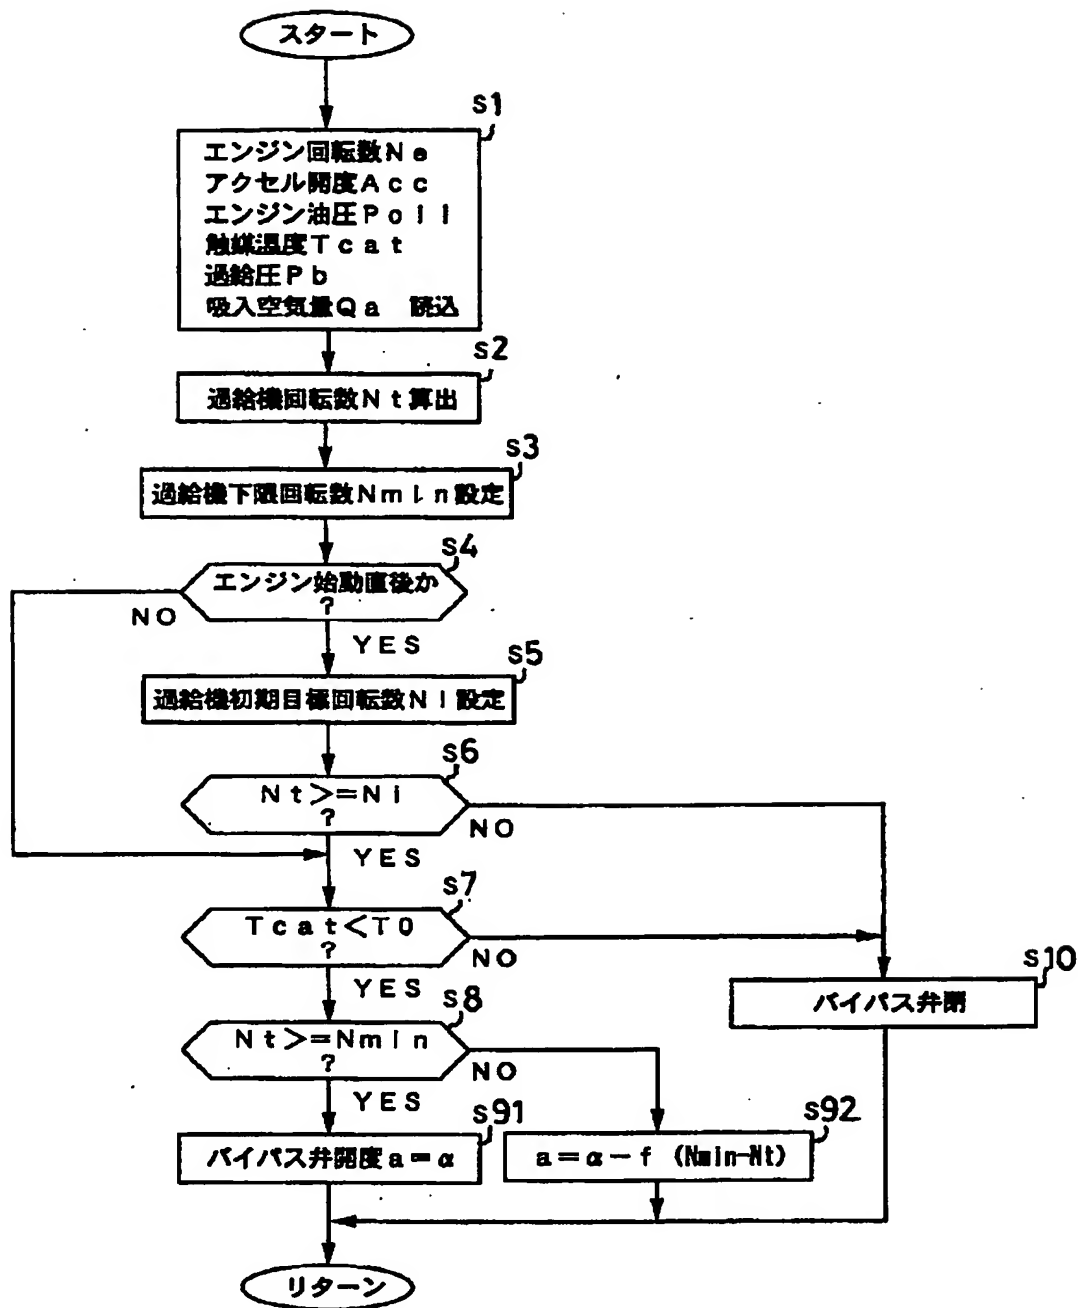 スタート
S1
エンジン回転数Ne
アクセル開度Acc
エンジン油圧Poil
触媒温度Tcat
過給圧Pb
吸入空気量Qa 読込
S2
過給機回転数Nt算出
S3
過給機下限回転数Nmin設定
S4
エンジン始動直後か
?
NO
YES
S5
過給機初期目標回転数Ni設定
S6
Nt>=Ni
?
NO
YES
S7
Tcat<T0
?
NO
YES
S10
バイパス弁閉
S8
Nt>=Nmin
?
NO
YES
S91
バイパス弁開度a=α
S92
a=α-f (Nmin-Nt)
リターン